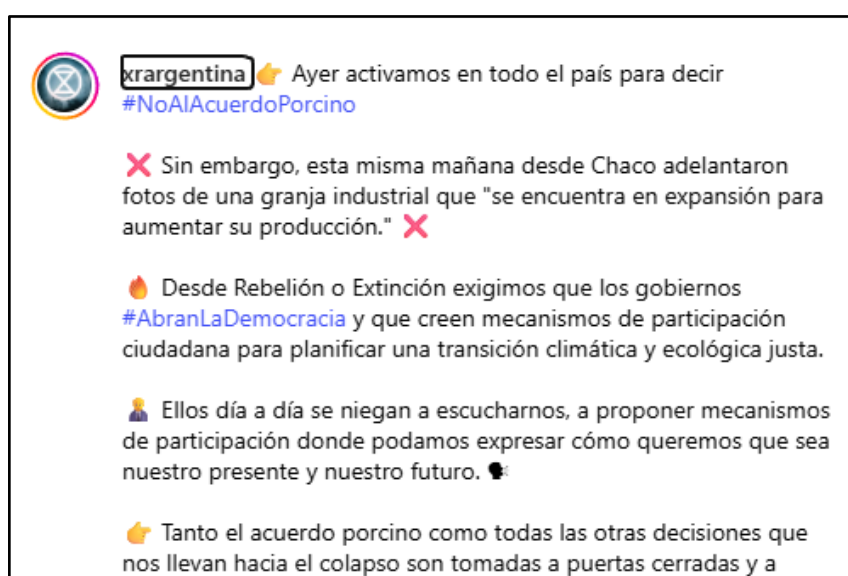 xrargentina 👉 Ayer activamos en todo el país para decir
#NoAlAcuerdoPorcino
❌ Sin embargo, esta misma mañana desde Chaco adelantaron
fotos de una granja industrial que "se encuentra en expansión para
aumentar su producción." ❌
🔥 Desde Rebelión o Extinción exigimos que los gobiernos
#AbranLaDemocracia y que creen mecanismos de participación
ciudadana para planificar una transición climática y ecológica justa.
🤷‍♂️ Ellos día a día se niegan a escucharnos, a proponer mecanismos
de participación donde podamos expresar cómo queremos que sea
nuestro presente y nuestro futuro. 🗣
👉 Tanto el acuerdo porcino como todas las otras decisiones que
nos llevan hacia el colapso son tomadas a puertas cerradas y a